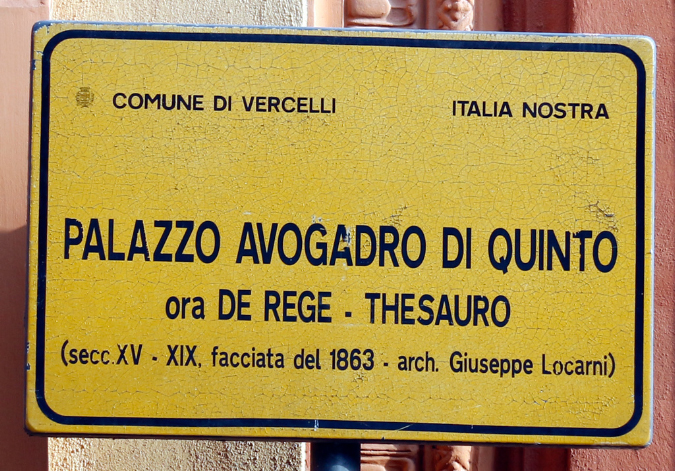 COMUNE DI VERCELLI ITALIA NOSTRA
PALAZZO AVOGADRO DI QUINTO
ora DE REGE - THESAURO
(secc. XV - XIX, facciata del 1863 - arch. Giuseppe Locarni)